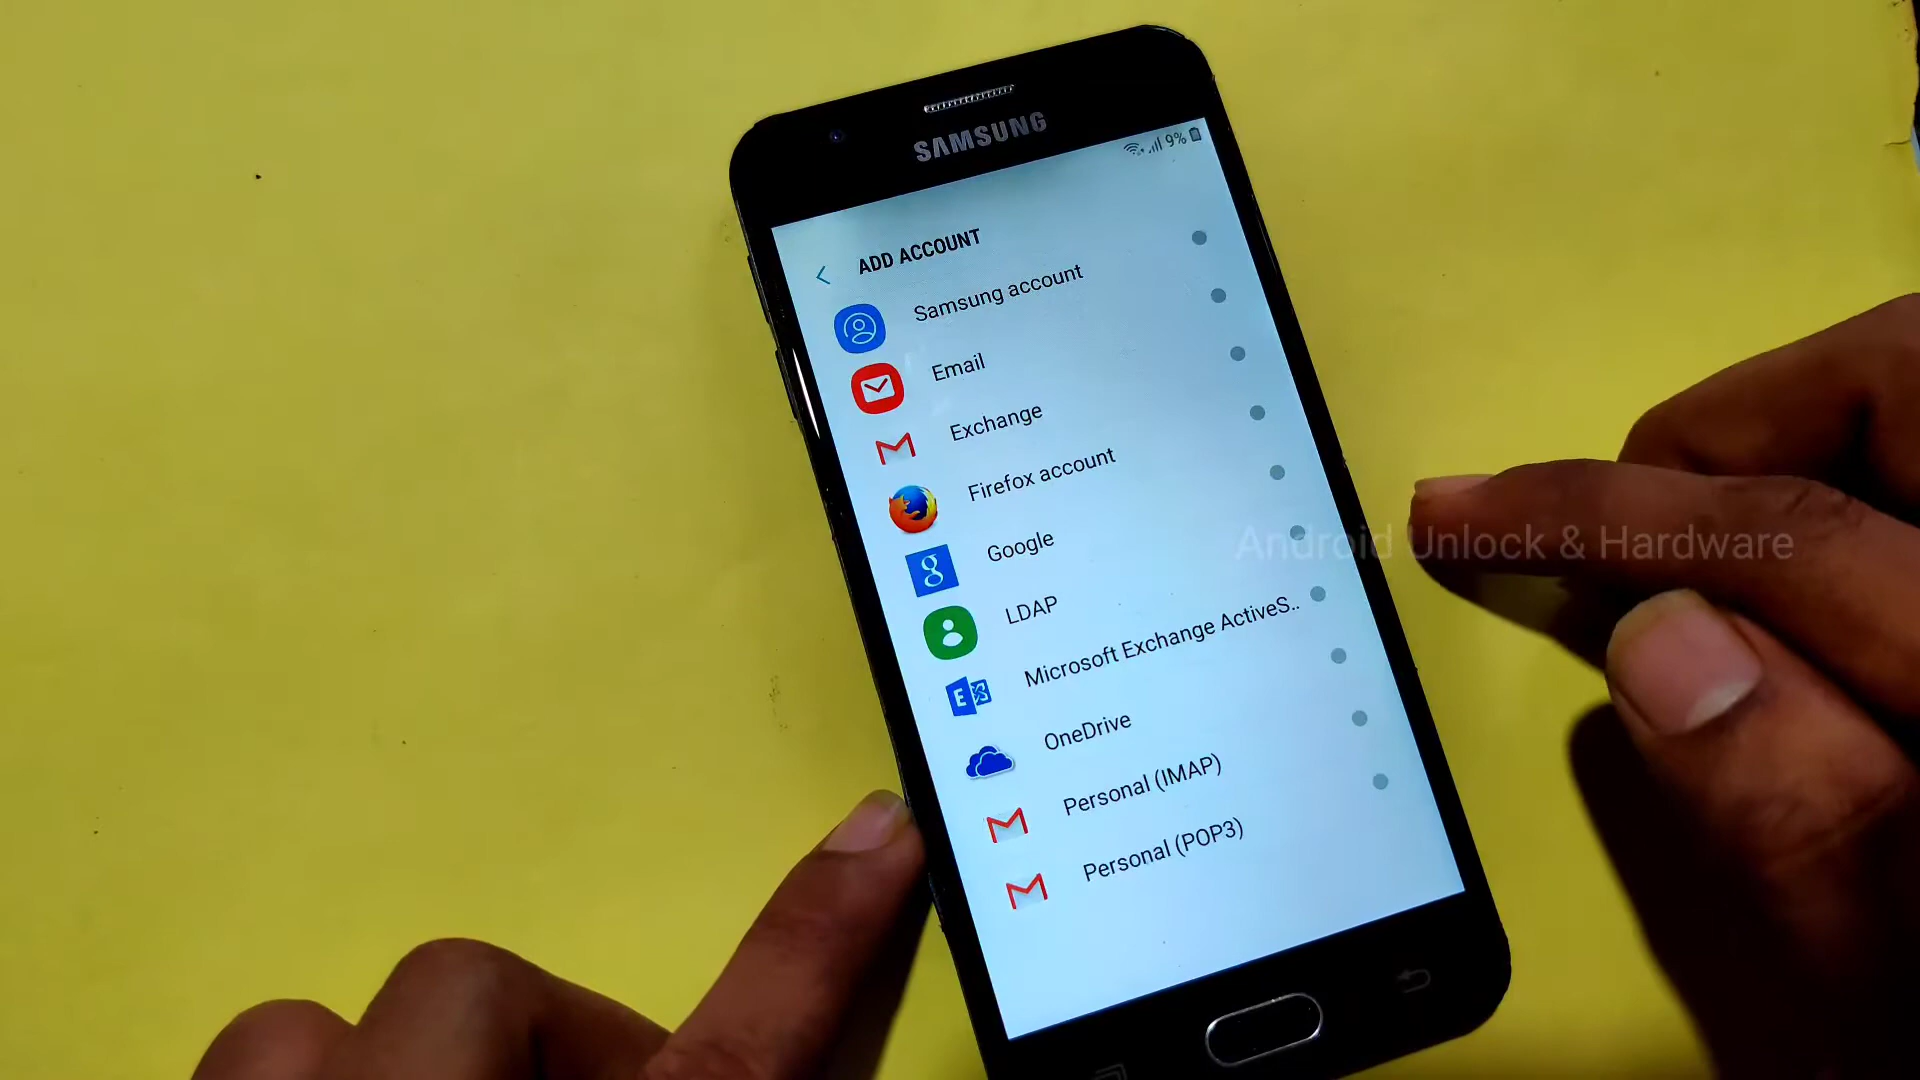 SAMSUNG
9%
ADD ACCOUNT
Samsung account
Email
Exchange
Firefox account
Google
LDAP
Microsoft Exchange ActiveS..
OneDrive
Personal (IMAP)
Personal (POP3)
Android Unlock & Hardware